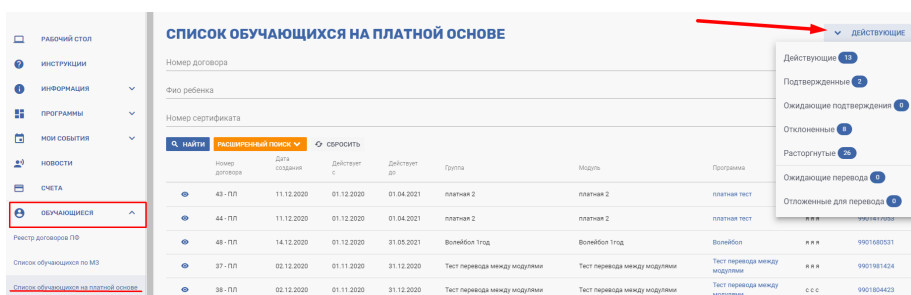 СПИСОК ОБУЧАЮЩИХСЯ НА ПЛАТНОЙ ОСНОВЕ
ДЕЙСТВУЮЩИЕ
РАБОЧИЙ СТОЛ
ИНСТРУКЦИИ
ИНФОРМАЦИЯ
ПРОГРАММЫ
МОИ СОБЫТИЯ
НОВОСТИ
СЧЕТА
ОБУЧАЮЩИЕСЯ
Реестр договоров ПФ
Список обучающихся по МЗ
Список обучающихся на платной основе
Номер договора
Фио ребенка
Номер сертификата
НАЙТИ РАСШИРЕННЫЙ ПОИСК СБРОСИТЬ
Действующие 13
Подтвержденные 2
Ожидающие подтверждения 0
Отклоненные 8
Расторгнутые 26
Ожидающие перевода 0
Отложенные для перевода 0
Номер договора Дата создания Действует с Действует до Группа Модуль Программа
43 - ПЛ 11.12.2020 01.12.2020 01.04.2021 платная 2 платная 2 платная тест
44 - ПЛ 11.12.2020 01.12.2020 01.04.2021 платная 2 платная 2 платная тест я я я 9901417053
48 - ПЛ 14.12.2020 01.12.2020 31.05.2021 Волейбол 1год Волейбол 1год Волейбол я я я 9901680531
37 - ПЛ 02.12.2020 01.11.2020 31.12.2020 Тест перевода между модулями Тест перевода между модулями Тест перевода между модулями я я я 9901981424
38 - ПЛ 02.12.2020 01.11.2020 31.12.2020 Тест перевода между модулями Тест перевода между модулями Тест перевода между модулями с с с 9901804423